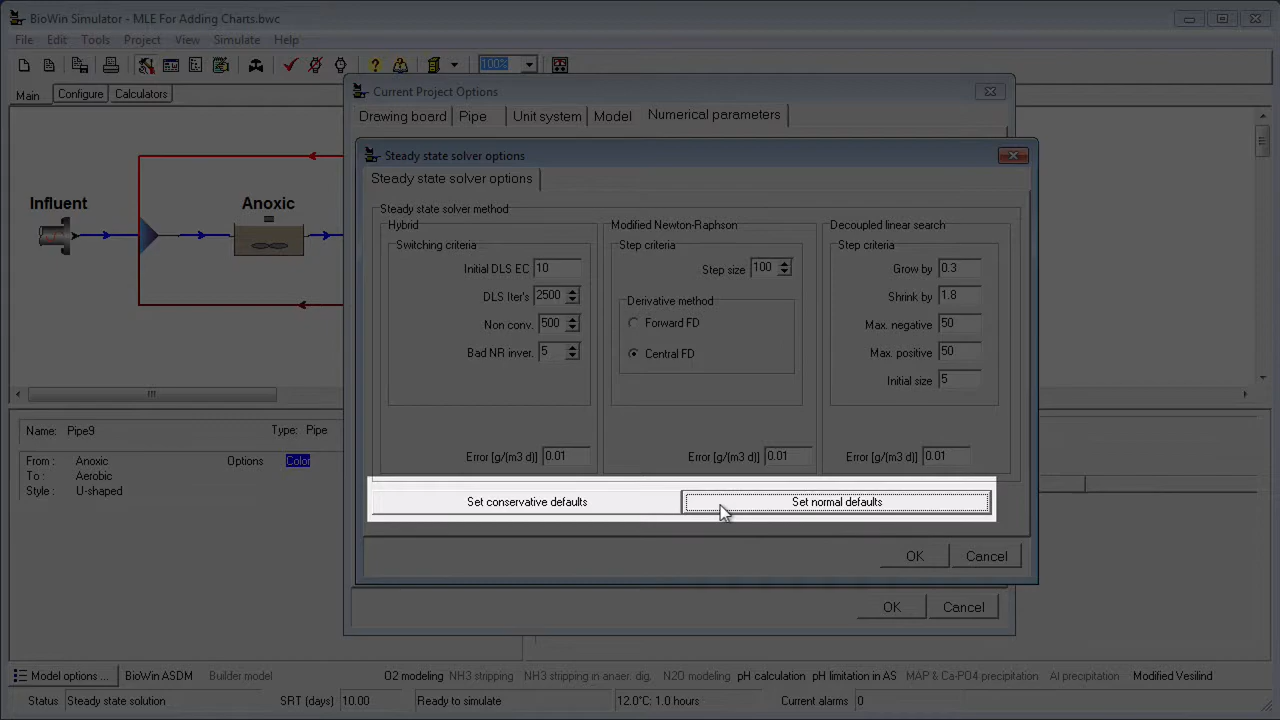 BioWin Simulator - MLE For Adding Charts.bwc
File Edit Tools Project View Simulate Help
100%
Main Configure Calculators
Current Project Options
Drawing board Pipe Unit system Model Numerical parameters
Steady state solver options
Steady state solver options
Steady state solver method
Hybrid
Switching criteria
Initial DLS EC 10
DLS Iter's 2500
Non conv. 500
Bad NR inver. 5
Error [g/(m3 d)] 0.01
Modified Newton-Raphson
Step criteria
Step size 100
Derivative method
Forward FD
Central FD
Error [g/(m3 d)] 0.01
Decoupled linear search
Step criteria
Grow by 0.3
Shrink by 1.8
Max. negative 50
Max. positive 50
Initial size 5
Error [g/(m3 d)] 0.01
Set conservative defaults Set normal defaults
OK Cancel
OK Cancel
Influent
Anoxic
Name: Pipe9 Type: Pipe
From : Anoxic Options Color
To : Aerobic
Style : U-shaped
Model options ... BioWin ASDM Builder model O2 modeling NH3 stripping NH3 stripping in anaer. dig. N2O modeling pH calculation pH limitation in AS MAP & Ca-PO4 precipitation Al precipitation Modified Vesilind
Status Steady state solution SRT (days) 10.00 Ready to simulate 12.0°C: 1.0 hours Current alarms 0